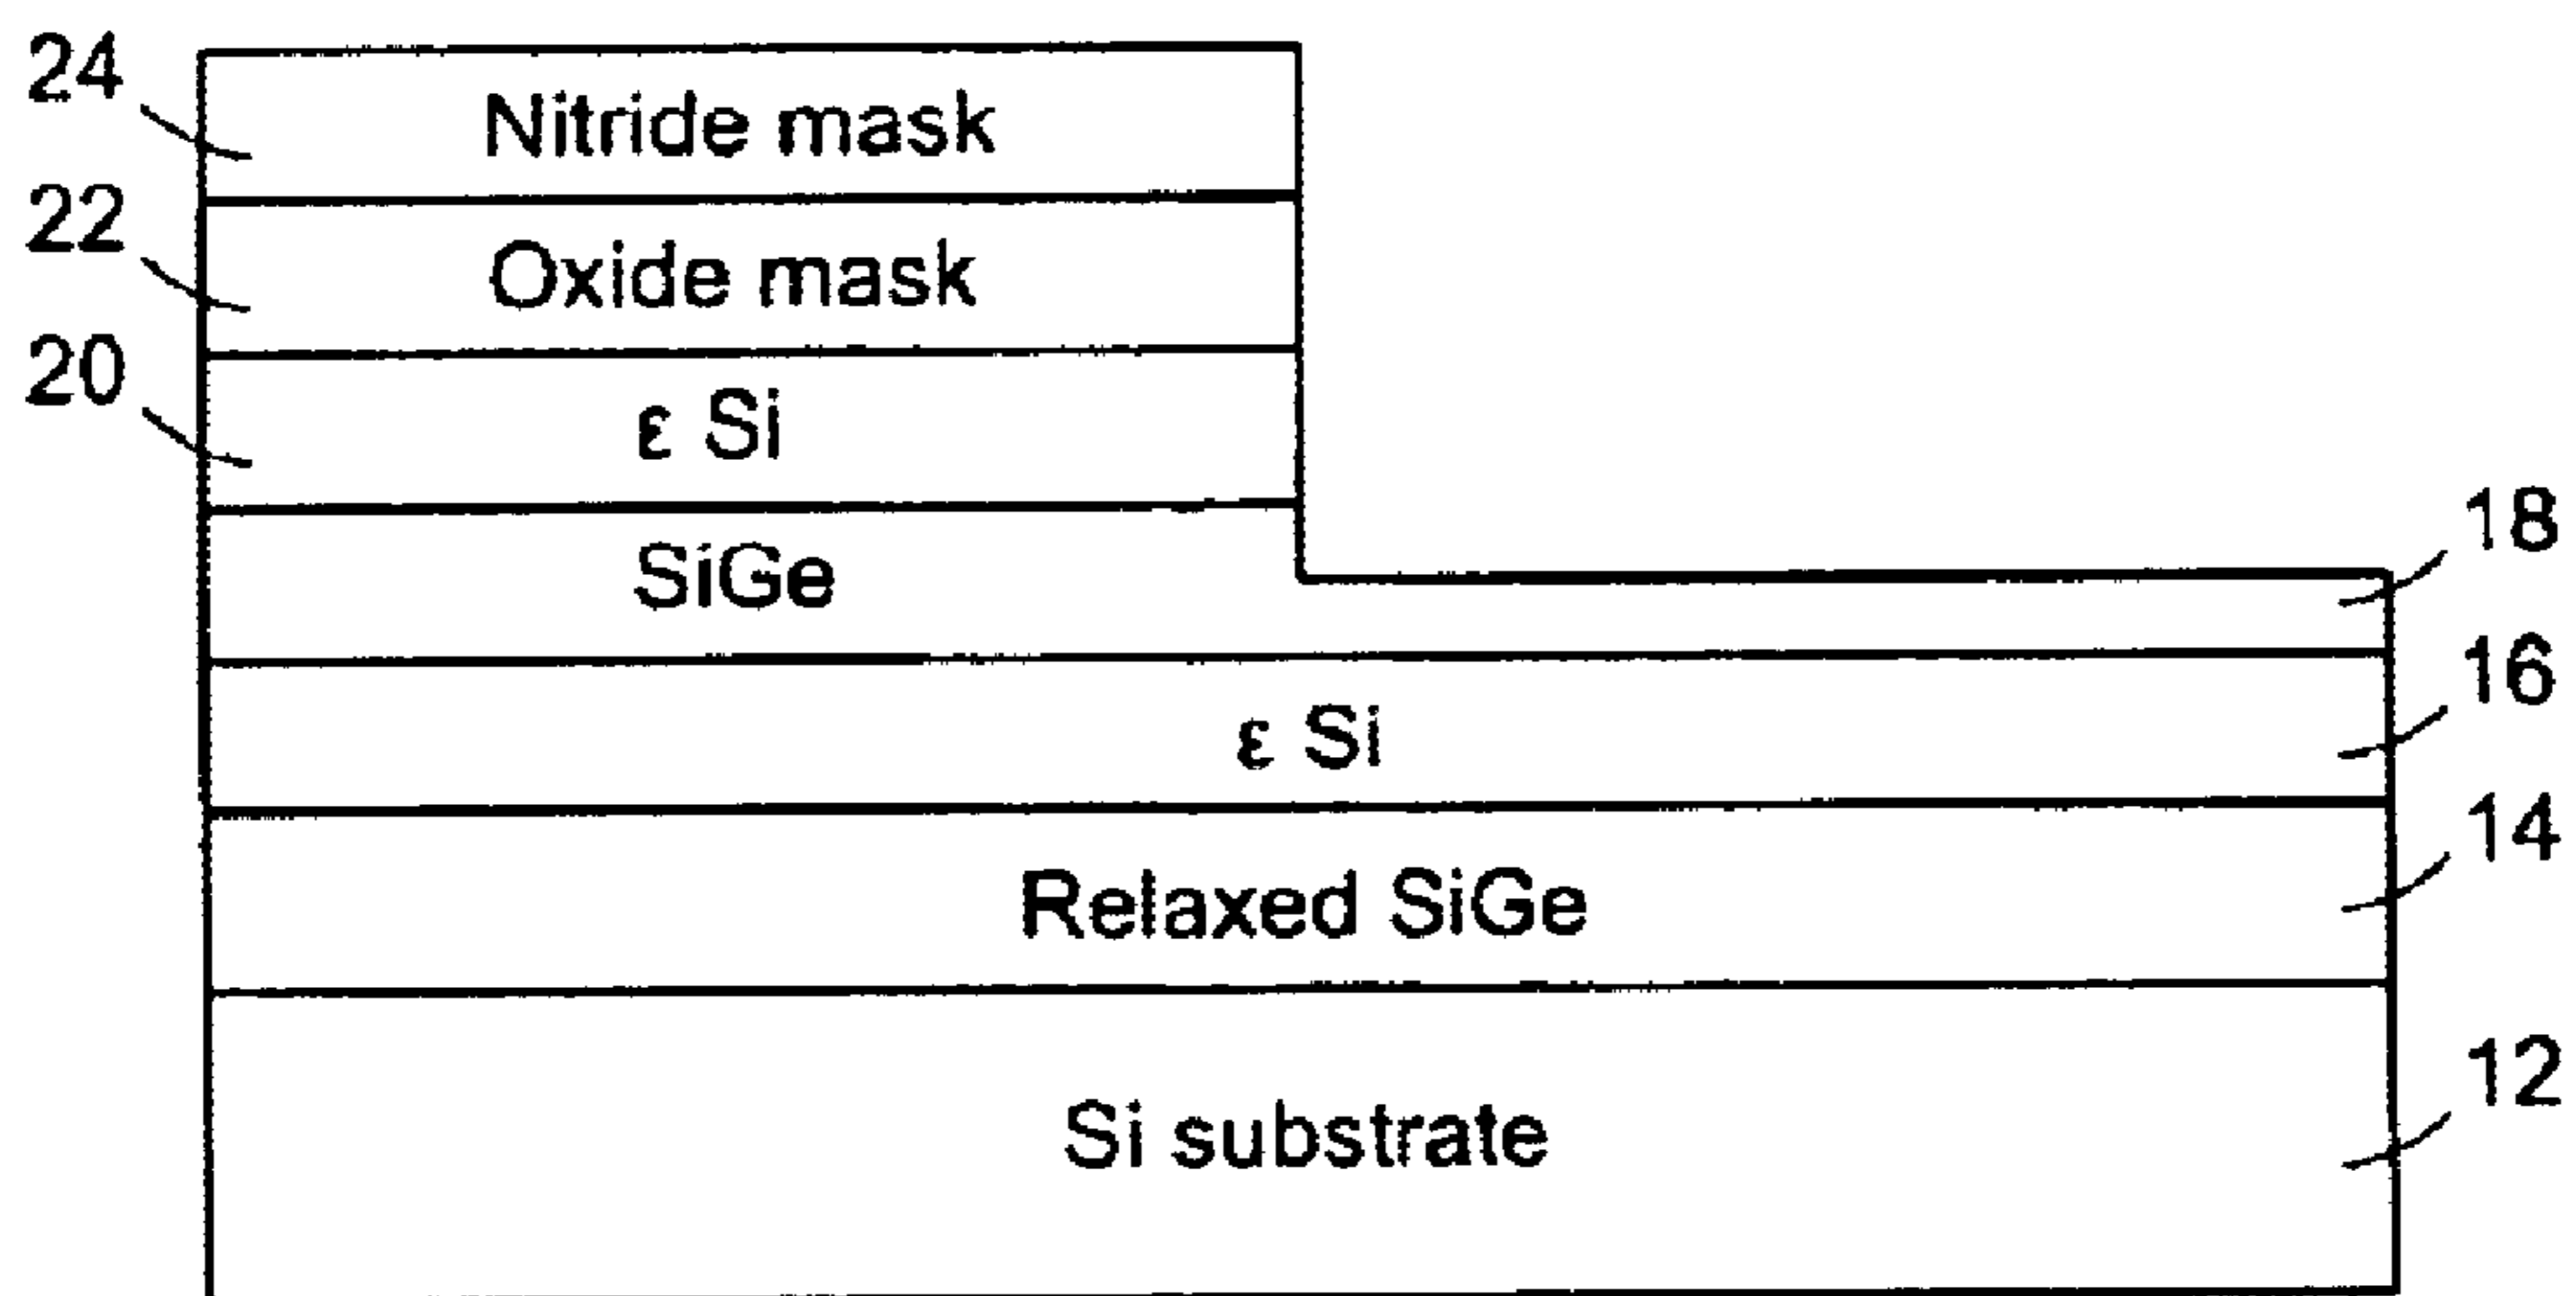 24
Nitride mask
22
Oxide mask
20
ε Si
18
SiGe
16
ε Si
14
Relaxed SiGe
12
Si substrate